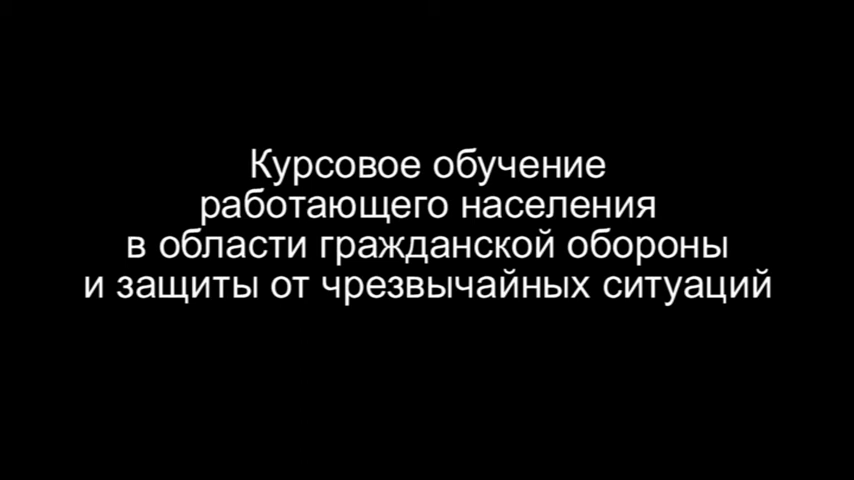 Курсовое обучение
работающего населения
в области гражданской обороны
и защиты от чрезвычайных ситуаций